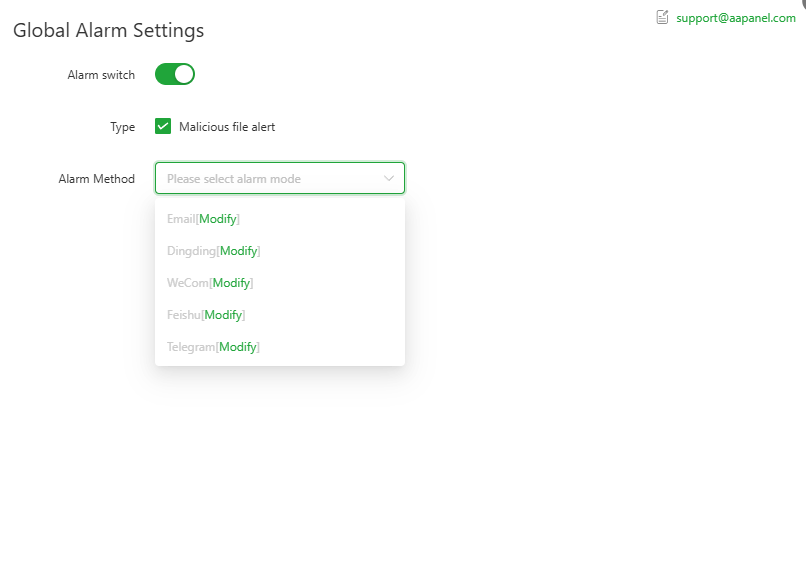 Global Alarm Settings
support@aapanel.com
Alarm switch
Type
Malicious file alert
Alarm Method
Please select alarm mode
Email[Modify]
Dingding[Modify]
WeCom[Modify]
Feishu[Modify]
Telegram[Modify]